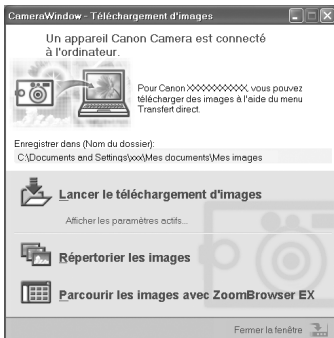 CameraWindow - Téléchargement d'images
Un appareil Canon Camera est connecté
à l'ordinateur.
Pour Canon XXXXXXXXXX, vous pouvez
télécharger des images à l'aide du menu
Transfert direct.
Enregistrer dans (Nom du dossier):
C:\Documents and Settings\xxx\Mes documents\Mes images
Lancer le téléchargement d'images
Afficher les paramètres actifs...
Répertorier les images
Parcourir les images avec ZoomBrowser EX
Fermer la fenêtre